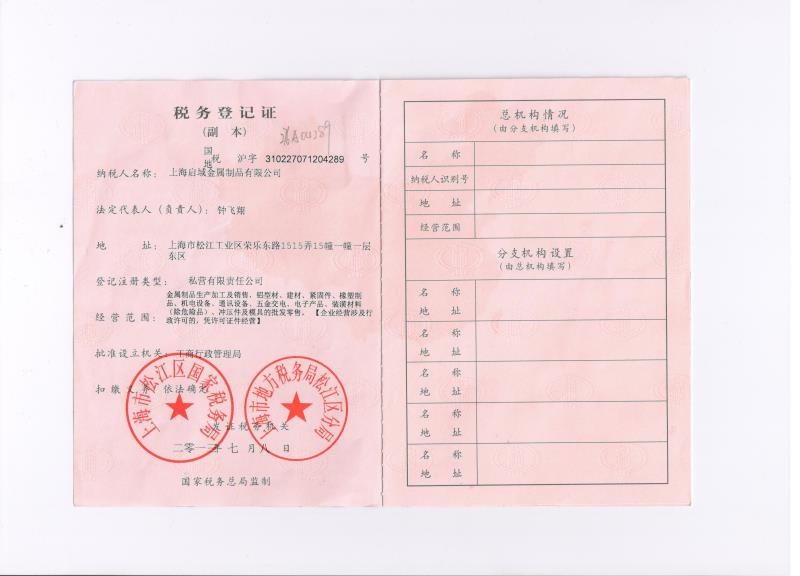 税务登记证
(副 本)
国
地 税 沪字 310227071204289 号
纳税人名称： 上海启域金属制品有限公司
法定代表人（负责人）： 钟飞翔
地 址： 上海市松江工业区荣乐东路1515弄15幢一幢一层
东区
登记注册类型： 私营有限责任公司
经营范围： 金属制品生产加工及销售，铝型材、建材、紧固件、橡塑制
品、机电设备、通讯设备、五金交电、电子产品、装潢材料
（除危险品）、冲压件及模具的批发零售。【企业经营涉及行
政许可的，凭许可证件经营】
批准设立机关： 工商行政管理局
扣缴义务： 依法确定
上海市松江区国家税务局
上海市地方税务局松江区分局
发证税务机关
年七月八日
国家税务总局监制
总机构情况
(由分支机构填写)
名 称
纳税人识别号
地 址
经营范围
分支机构设置
(由总机构填写)
名 称
地 址
名 称
地 址
名 称
地 址
名 称
地 址
名 称
地 址